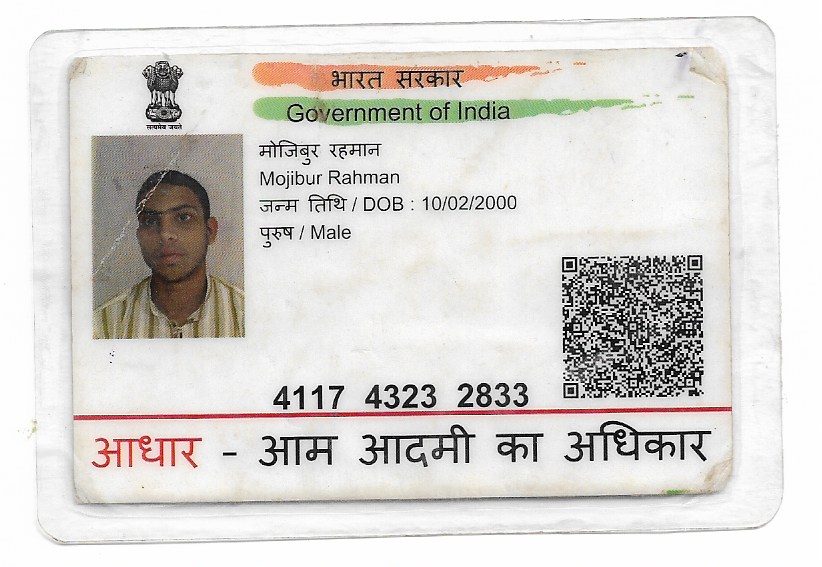 भारत सरकार
Government of India
सत्यमेव जयते
मोजिबुर रहमान
Mojibur Rahman
जन्म तिथि / DOB : 10/02/2000
पुरुष / Male
4117 4323 2833
आधार - आम आदमी का अधिकार